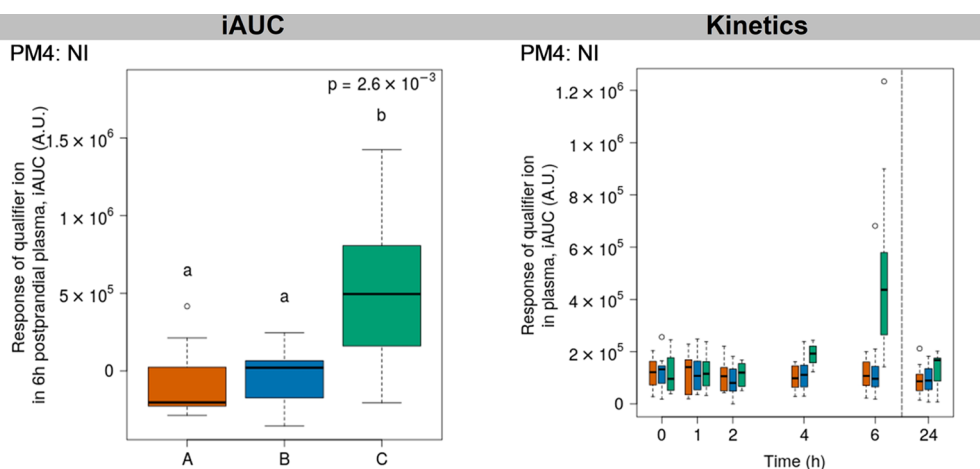 iAUC
PM4: NI
Response of qualifier ion
in 6h postprandial plasma, iAUC (A.U.)
1.5 × 10⁶
1 × 10⁶
5 × 10⁵
0
p = 2.6 × 10⁻³
a
a
b
A B C
Kinetics
PM4: NI
Response of qualifier ion
in plasma, iAUC (A.U.)
1.2 × 10⁶
1 × 10⁶
8 × 10⁵
6 × 10⁵
4 × 10⁵
2 × 10⁵
0
0 1 2 4 6 24
Time (h)